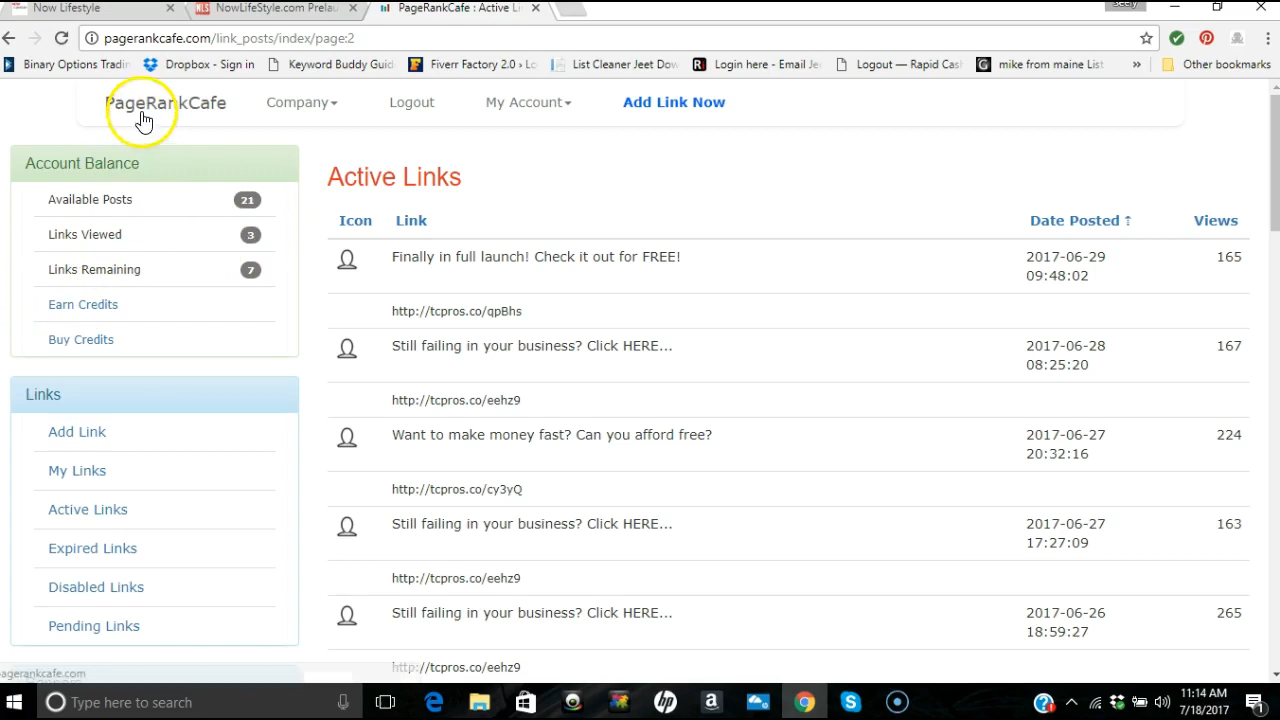 Now Lifestyle
NowLifeStyle.com Prelau
PageRankCafe : Active Li
pagerankcafe.com/link_posts/index/page:2
Binary Options Tradin
Dropbox - Sign in
Keyword Buddy Guid
Fiverr Factory 2.0 › Lo
List Cleaner Jeet Dow
Login here - Email Je
Logout — Rapid Cas
mike from maine List
»
Other bookmarks
PageRankCafe
Company
Logout
My Account
Add Link Now
Account Balance
Available Posts 21
Links Viewed 3
Links Remaining 7
Earn Credits
Buy Credits
Links
Add Link
My Links
Active Links
Expired Links
Disabled Links
Pending Links
Active Links
Icon Link Date Posted ↑ Views
Finally in full launch! Check it out for FREE! 2017-06-29 165
09:48:02
http://tcpros.co/qpBhs
Still failing in your business? Click HERE... 2017-06-28 167
08:25:20
http://tcpros.co/eehz9
Want to make money fast? Can you afford free? 2017-06-27 224
20:32:16
http://tcpros.co/cy3yQ
Still failing in your business? Click HERE... 2017-06-27 163
17:27:09
http://tcpros.co/eehz9
Still failing in your business? Click HERE... 2017-06-26 265
18:59:27
http://tcpros.co/eehz9
agerankcafe.com
Type here to search
11:14 AM
7/18/2017